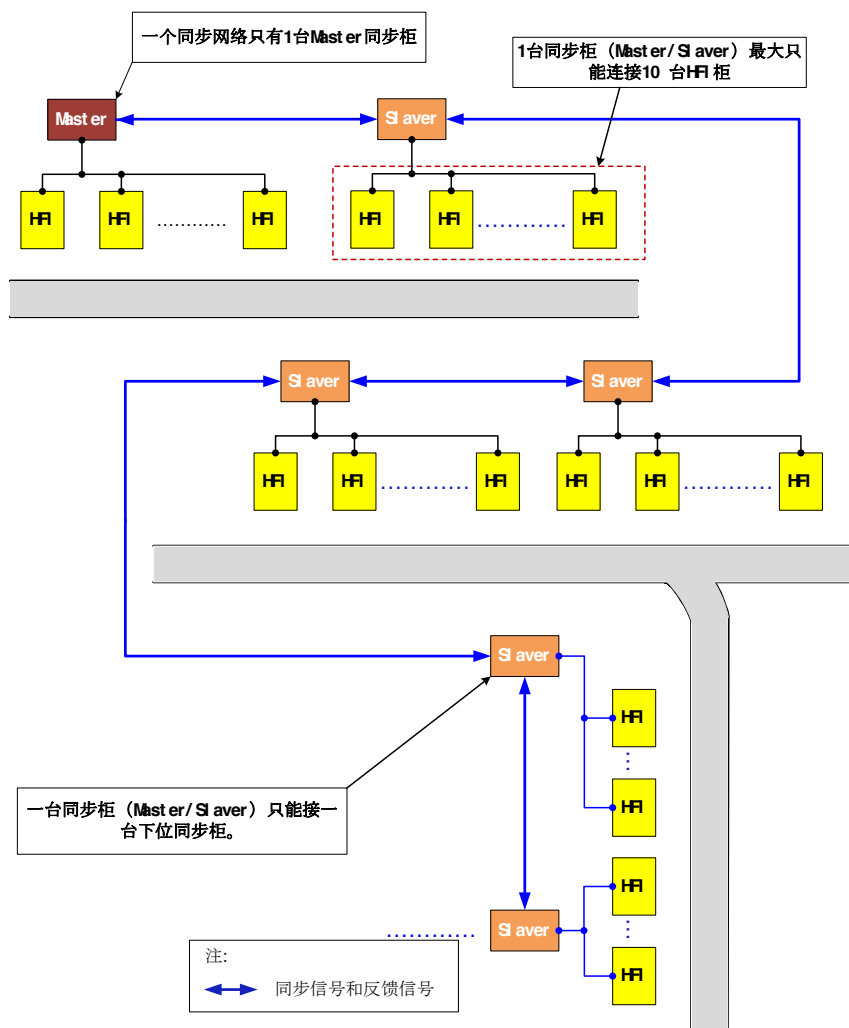 一个同步网络只有1台Master同步柜
1台同步柜（Master/Slaver）最大只
能连接10 台HFI柜
Master
Slaver
HFI
HFI
............
HFI
HFI
HFI
............
HFI
Slaver
Slaver
HFI
HFI
............
HFI
HFI
HFI
............
HFI
Slaver
HFI
...
HFI
一台同步柜（Master/Slaver）只能接一
台下位同步柜。
HFI
...
............
Slaver
HFI
注:
同步信号和反馈信号